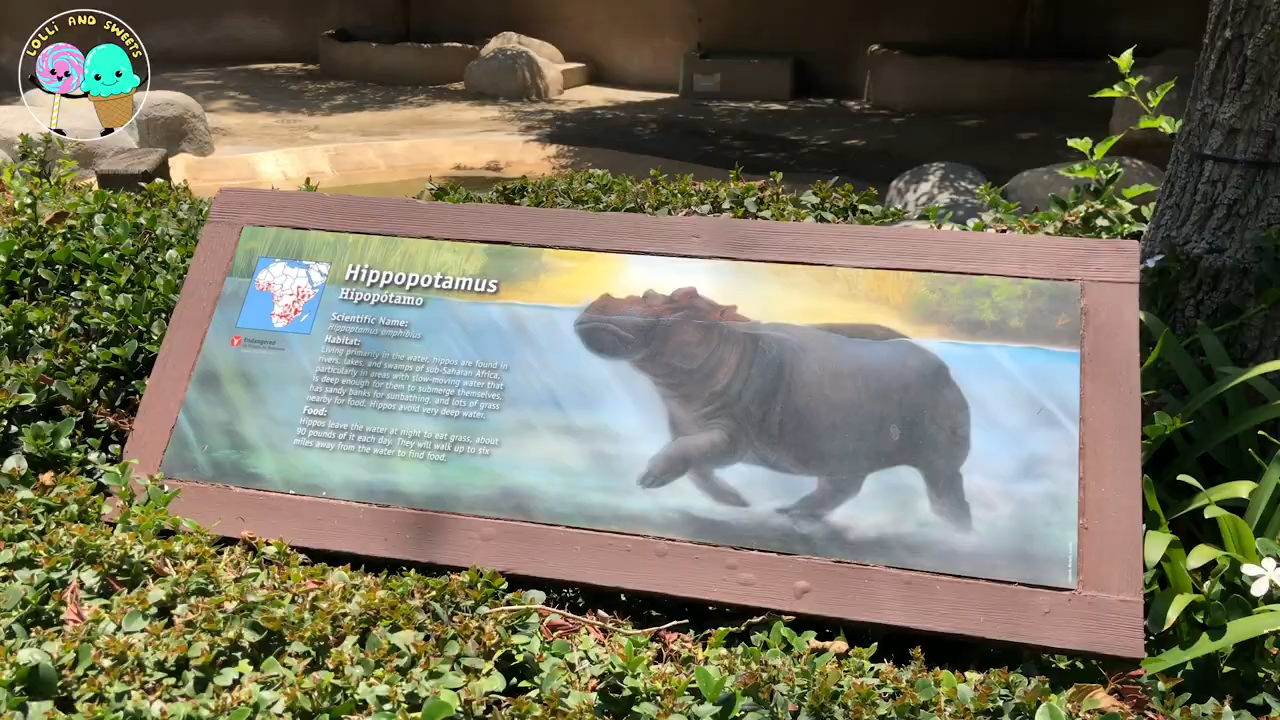 LOLLI AND SWEETS
Hippopotamus
Hipopótamo
Scientific Name:
Hippoptamus amphibius
Endangered
Habitat:
Living primarily in the water, hippos are found in
rivers, lakes, and swamps of sub-Saharan Africa,
particularly in areas with slow-moving water that
is deep enough for them to submerge themselves,
has sandy banks for sunbathing, and lots of grass
nearby for food. Hippos avoid very deep water.
Food:
Hippos leave the water at night to eat grass, about
90 pounds of it each day. They will walk up to six
miles away from the water to find food.